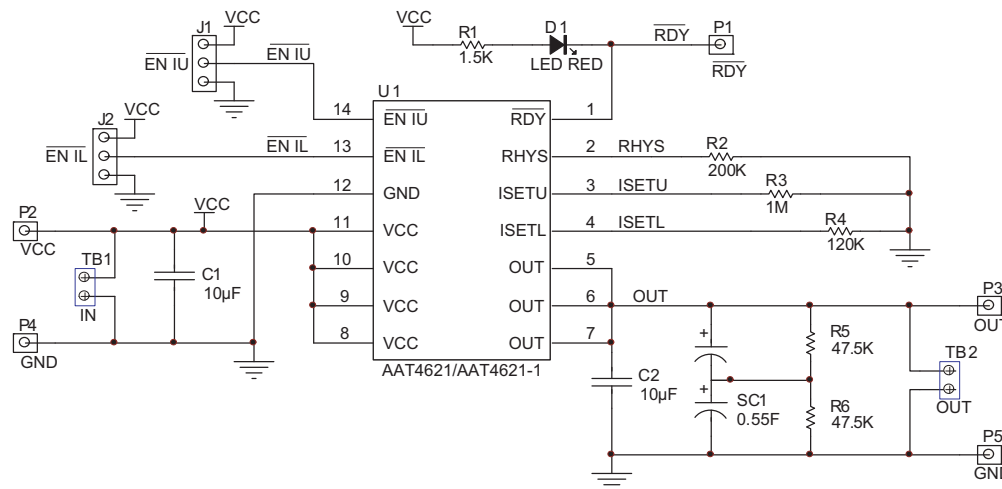 J1
VCC
EN IU
EN IU
VCC
R1
1.5K
D1
LED RED
RDY
P1
RDY
J2
VCC
EN IL
EN IL
U1
14
EN IU
RDY
1
13
EN IL
RHYS
2
RHYS
R2
200K
12
GND
ISETU
3
ISETU
R3
1M
11
VCC
ISETL
4
ISETL
R4
120K
10
VCC
OUT
5
9
VCC
OUT
6
OUT
8
VCC
OUT
7
AAT4621/AAT4621-1
P2
VCC
VCC
TB1
IN
C1
10µF
P4
GND
C2
10µF
+
+
SC1
0.55F
R5
47.5K
R6
47.5K
P3
OUT
TB2
OUT
P5
GND